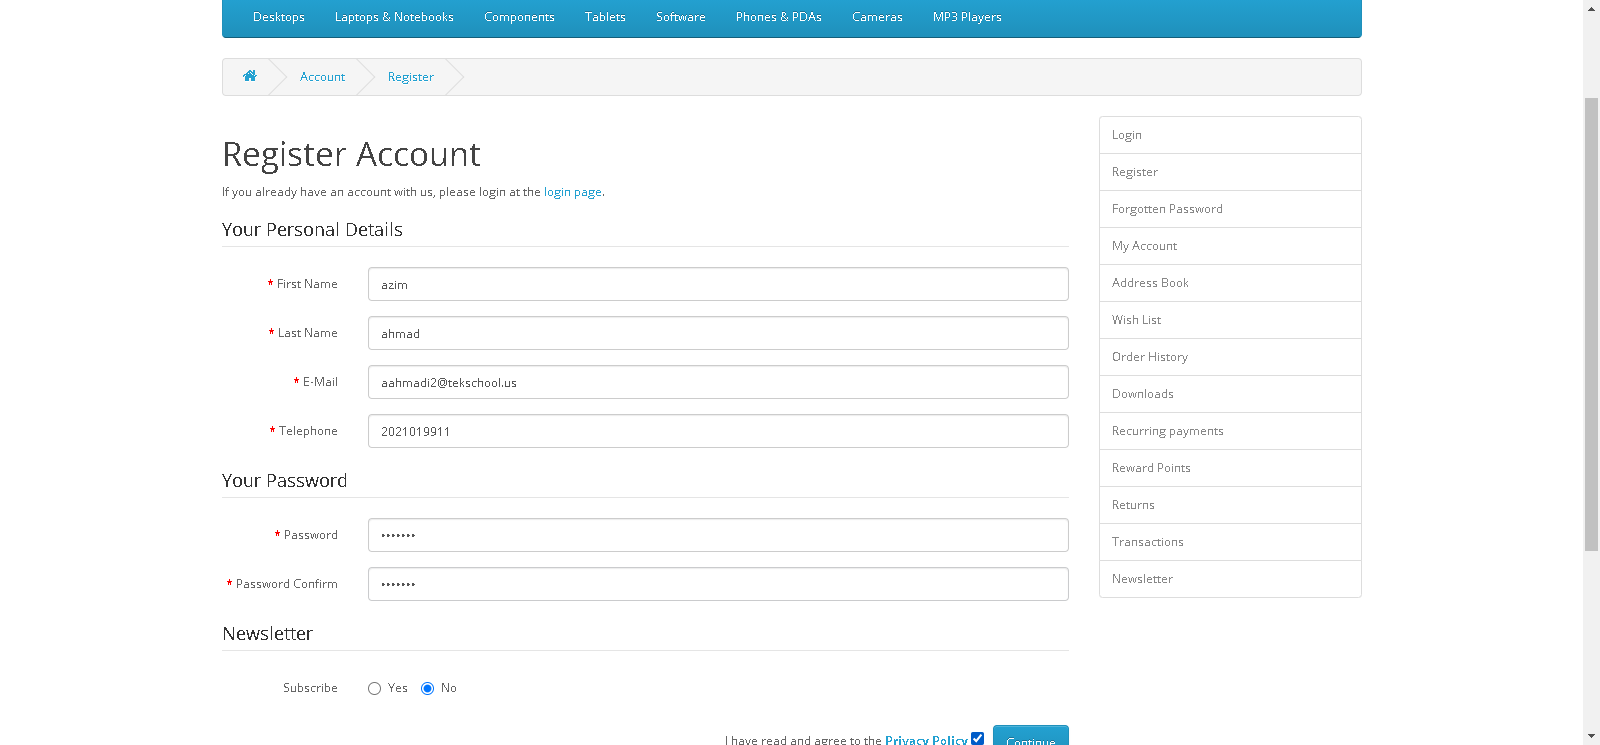 Desktops Laptops & Notebooks Components Tablets Software Phones & PDAs Cameras MP3 Players
Account Register
Register Account
If you already have an account with us, please login at the login page.
Your Personal Details
* First Name azim
* Last Name ahmad
* E-Mail aahmadi2@tekschool.us
* Telephone 2021019911
Your Password
* Password •••••••
* Password Confirm •••••••
Newsletter
Subscribe Yes No
I have read and agree to the Privacy Policy Continue
Login
Register
Forgotten Password
My Account
Address Book
Wish List
Order History
Downloads
Recurring payments
Reward Points
Returns
Transactions
Newsletter